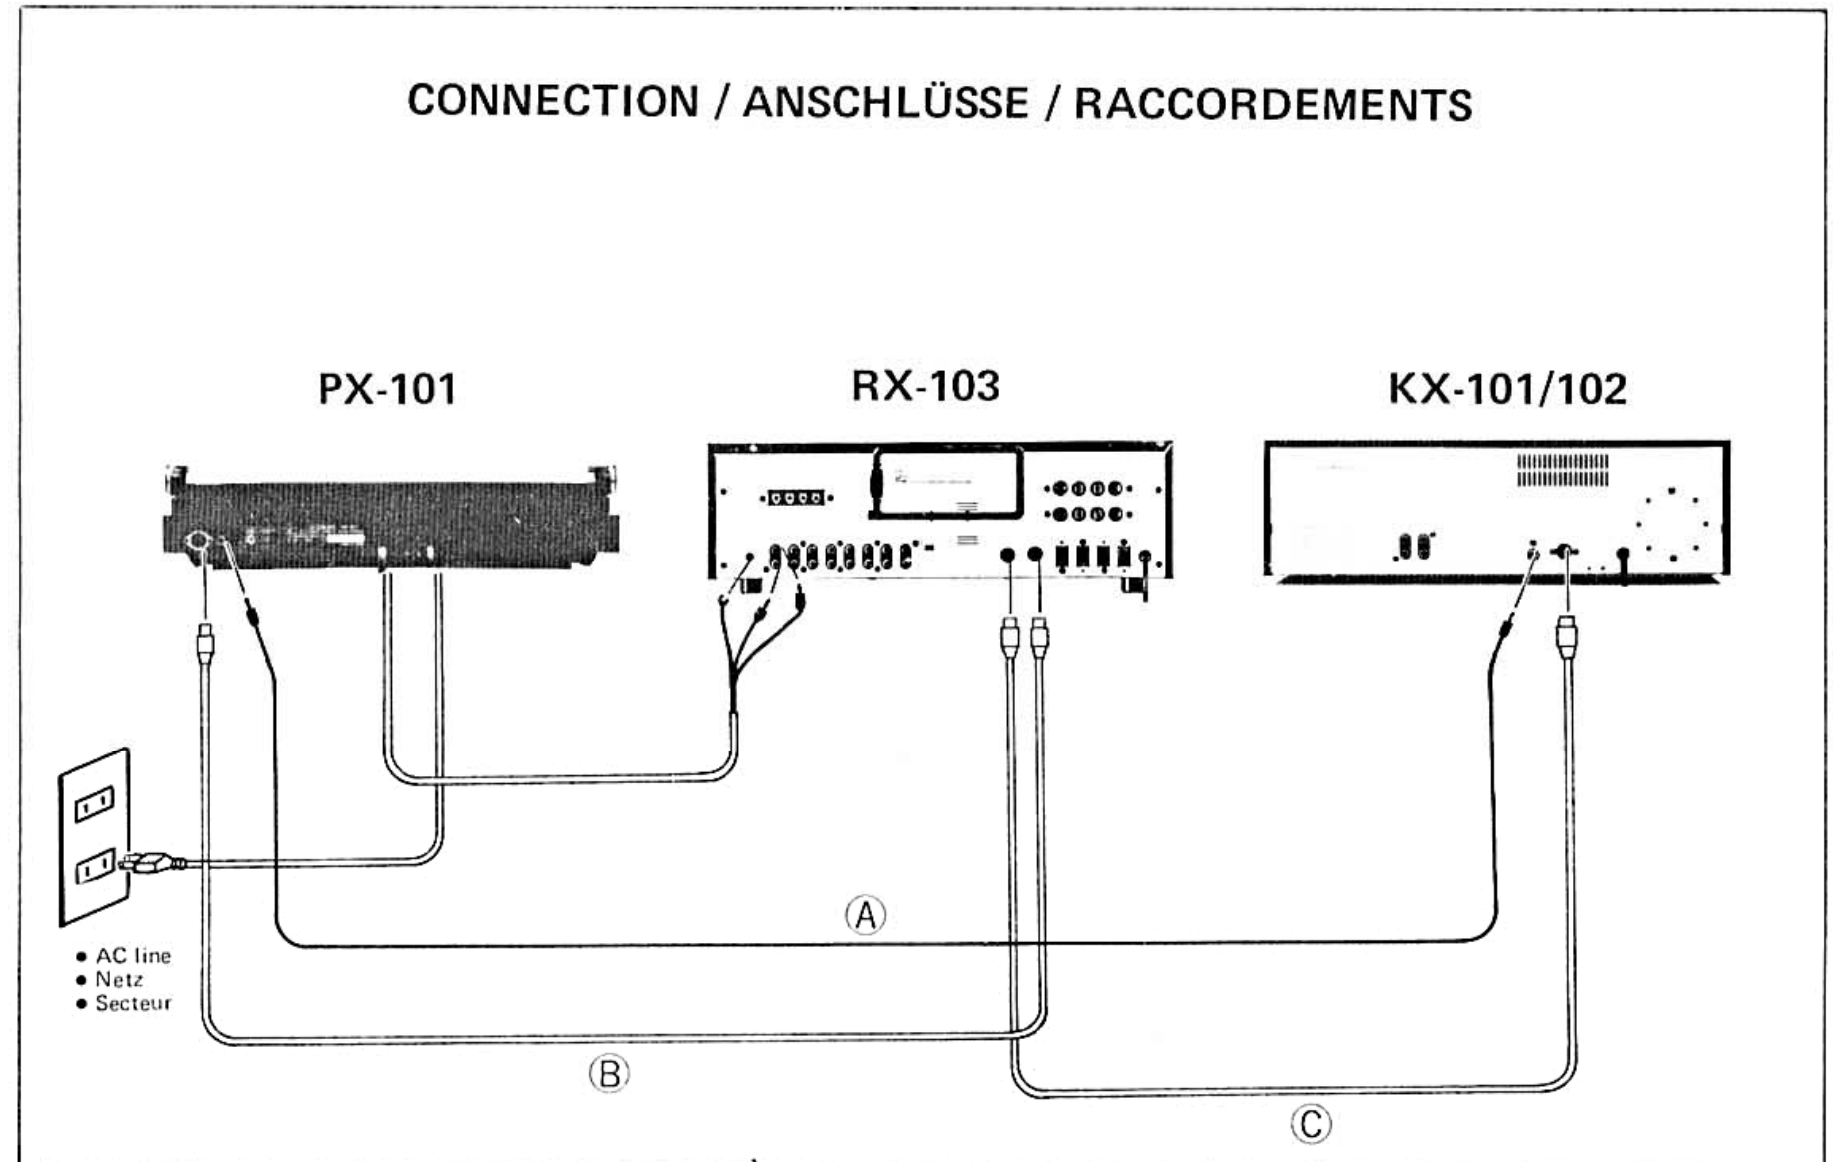 CONNECTION / ANSCHLÜSSE / RACCORDEMENTS
PX-101
RX-103
KX-101/102
Ⓐ
● AC line
● Netz
● Secteur
Ⓑ
Ⓒ